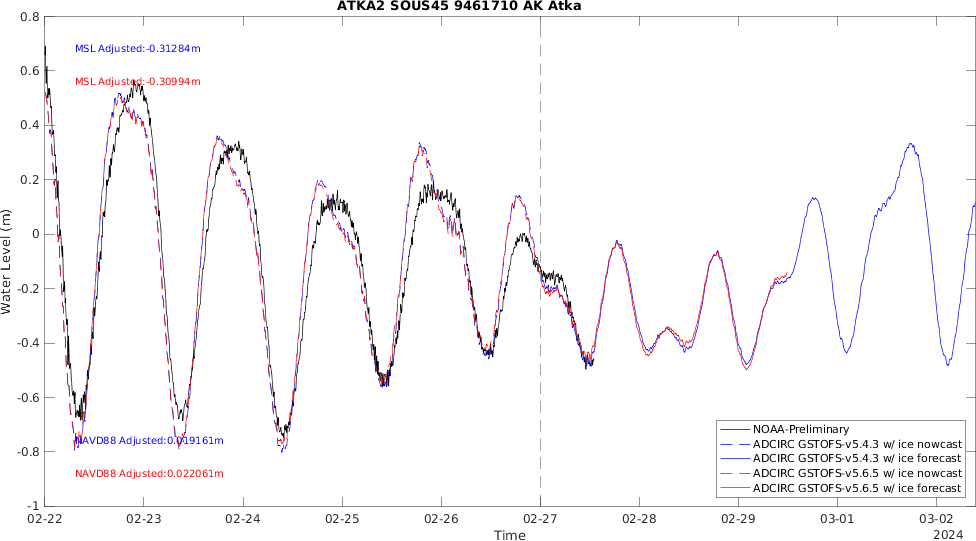 ATKA2 SOUS45 9461710 AK Atka
0.8
0.6
0.4
0.2
0
-0.2
-0.4
-0.6
-0.8
-1
Water Level (m)
MSL Adjusted:-0.31284m
MSL Adjusted:-0.30994m
NAVD88 Adjusted:0.019161m
NAVD88 Adjusted:0.022061m
NOAA-Preliminary
ADCIRC GSTOFS-v5.4.3 w/ ice nowcast
ADCIRC GSTOFS-v5.4.3 w/ ice forecast
ADCIRC GSTOFS-v5.6.5 w/ ice nowcast
ADCIRC GSTOFS-v5.6.5 w/ ice forecast
02-22 02-23 02-24 02-25 02-26 02-27 02-28 02-29 03-01 03-02
Time
2024